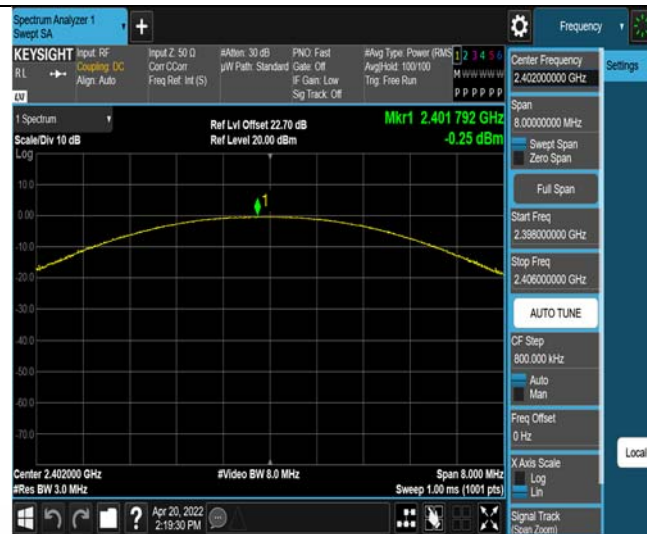 Spectrum Analyzer 1
Swept SA
+
Frequency
KEYSIGHT
RL
Input: RF
Coupling: DC
Align: Auto
Input Z: 50 Ω
Corr CCorr
Freq Ref: Int (S)
#Atten: 30 dB
µW Path: Standard
PNO: Fast
Gate: Off
IF Gain: Low
Sig Track: Off
#Avg Type: Power (RMS
Avg|Hold: 100/100
Trig: Free Run
1 2 3 4 5 6
M W W W W W
P P P P P P
1 Spectrum
Scale/Div 10 dB
Log
Ref Lvl Offset 22.70 dB
Ref Level 20.00 dBm
Mkr1 2.401 792 GHz
-0.25 dBm
1
10.0
0.00
-10.0
-20.0
-30.0
-40.0
-50.0
-60.0
-70.0
Center 2.402000 GHz
#Res BW 3.0 MHz
#Video BW 8.0 MHz
Span 8.000 MHz
Sweep 1.00 ms (1001 pts)
?
Apr 20, 2022
2:19:30 PM
Center Frequency
2.402000000 GHz
Span
8.00000000 MHz
Swept Span
Zero Span
Full Span
Start Freq
2.398000000 GHz
Stop Freq
2.406000000 GHz
AUTO TUNE
CF Step
800.000 kHz
Auto
Man
Freq Offset
0 Hz
X Axis Scale
Log
Lin
Signal Track
(Span Zoom)
Settings
Local